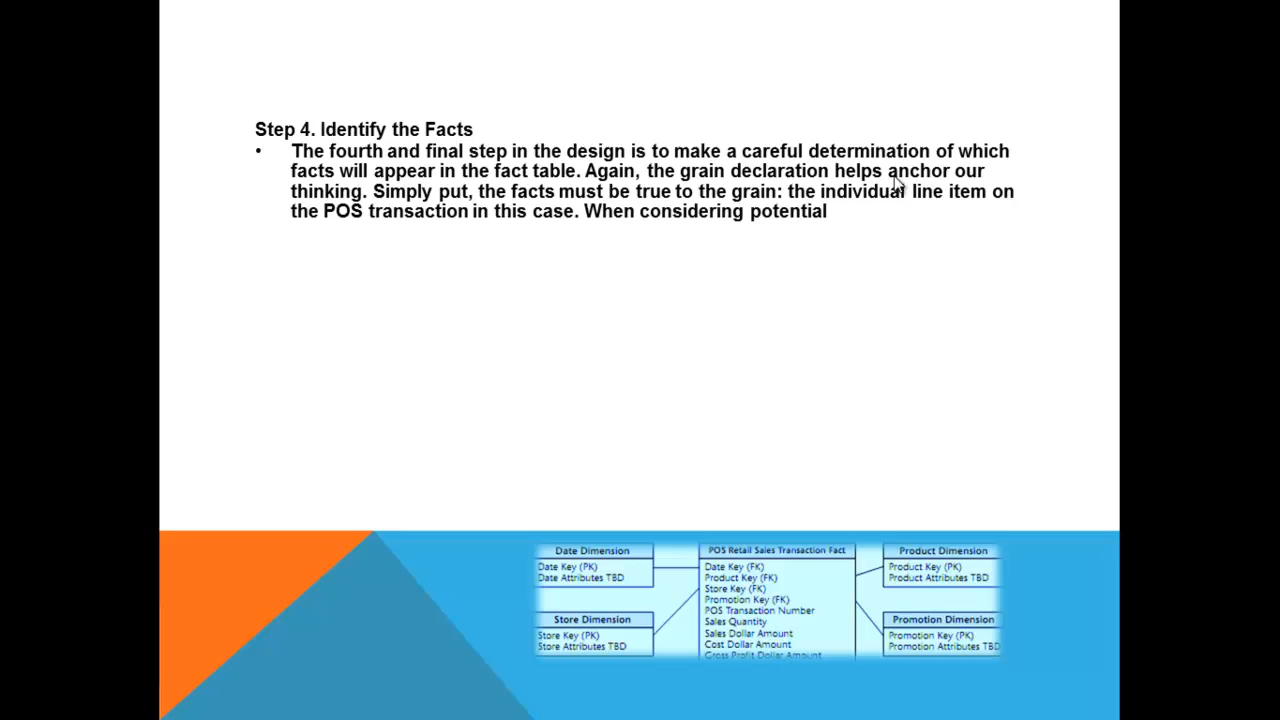 Step 4. Identify the Facts
• The fourth and final step in the design is to make a careful determination of which
facts will appear in the fact table. Again, the grain declaration helps anchor our
thinking. Simply put, the facts must be true to the grain: the individual line item on
the POS transaction in this case. When considering potential
Date Dimension
Date Key (PK)
Date Attributes TBD
Store Dimension
Store Key (PK)
Store Attributes TBD
POS Retail Sales Transaction Fact
Date Key (FK)
Product Key (FK)
Store Key (FK)
Promotion Key (FK)
POS Transaction Number
Sales Quantity
Sales Dollar Amount
Cost Dollar Amount
Gross Profit Dollar Amount
Product Dimension
Product Key (PK)
Product Attributes TBD
Promotion Dimension
Promotion Key (PK)
Promotion Attributes TBD